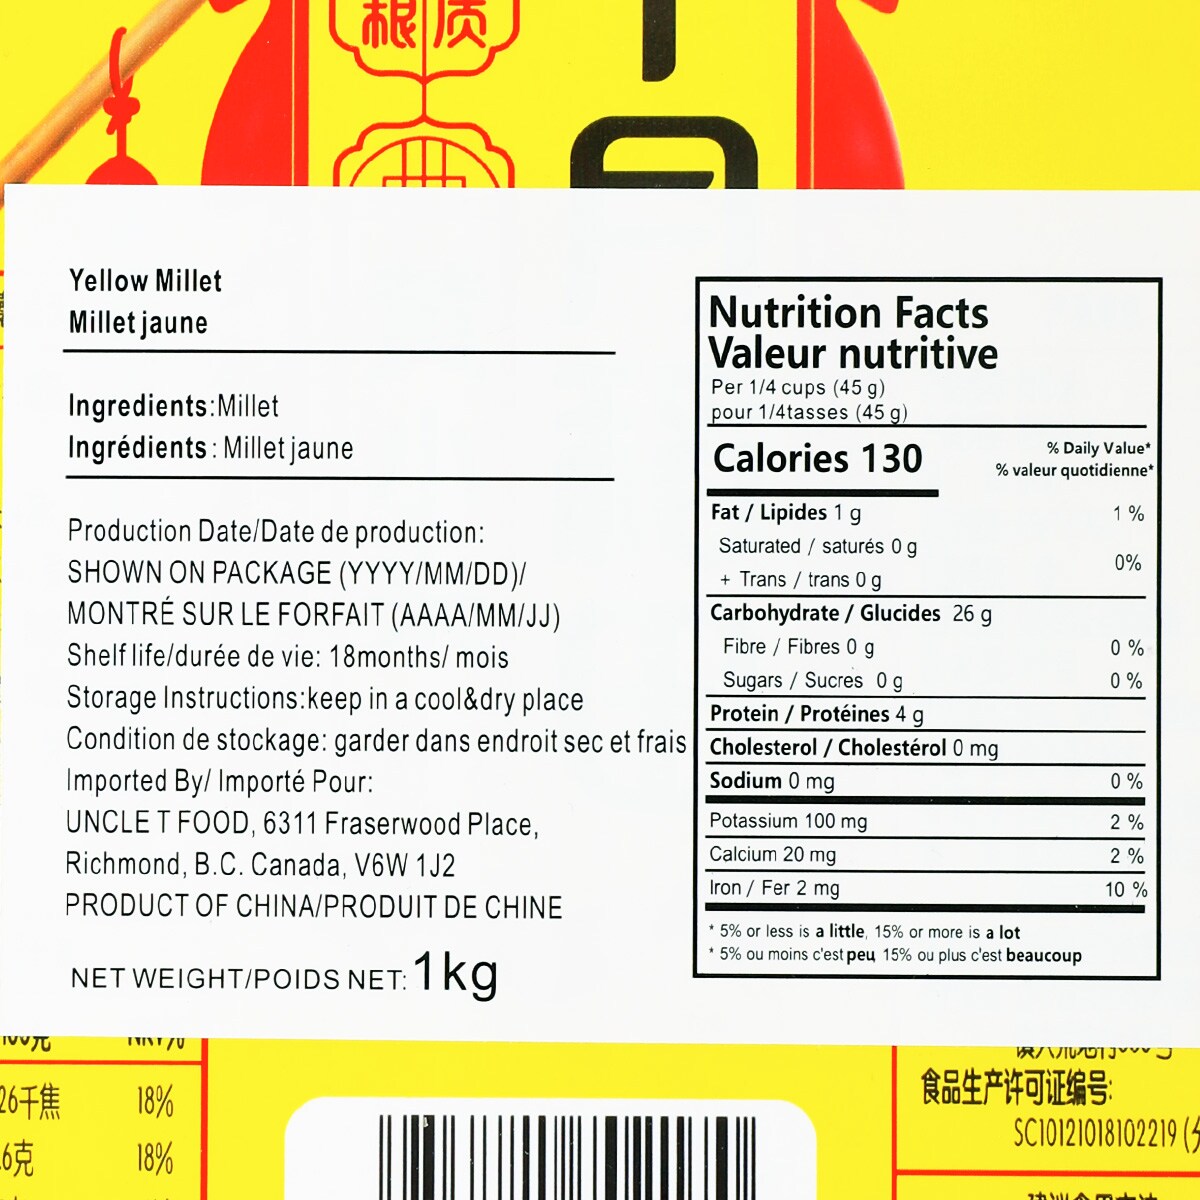 Yellow Millet
Millet jaune
Ingredients:Millet
Ingrédients : Millet jaune
Production Date/Date de production:
SHOWN ON PACKAGE (YYYY/MM/DD)/
MONTRÉ SUR LE FORFAIT (AAAA/MM/JJ)
Shelf life/durée de vie: 18months/ mois
Storage Instructions:keep in a cool&dry place
Condition de stockage: garder dans endroit sec et frais
Imported By/ Importé Pour:
UNCLE T FOOD, 6311 Fraserwood Place,
Richmond, B.C. Canada, V6W 1J2
PRODUCT OF CHINA/PRODUIT DE CHINE
NET WEIGHT/POIDS NET: 1kg
Nutrition Facts
Valeur nutritive
Per 1/4 cups (45 g)
pour 1/4tasses (45 g)
Calories 130
% Daily Value*
% valeur quotidienne*
Fat / Lipides 1 g 1 %
Saturated / saturés 0 g
+ Trans / trans 0 g
0%
Carbohydrate / Glucides 26 g
Fibre / Fibres 0 g 0 %
Sugars / Sucres 0 g 0 %
Protein / Protéines 4 g
Cholesterol / Cholestérol 0 mg
Sodium 0 mg 0 %
Potassium 100 mg 2 %
Calcium 20 mg 2 %
Iron / Fer 2 mg 10 %
* 5% or less is a little, 15% or more is a lot
* 5% ou moins c'est peu, 15% ou plus c'est beaucoup
26千焦 18%
.6克 18%
食品生产许可证编号:
SC10121018102219